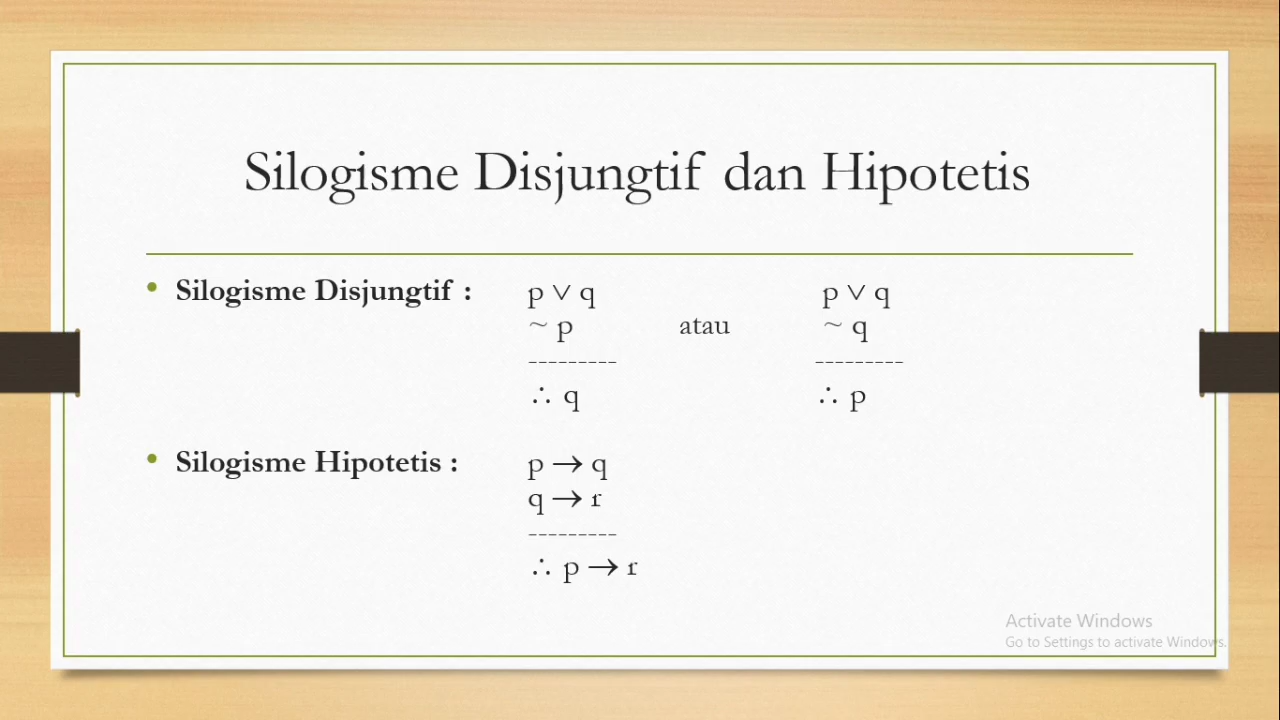 Silogisme Disjungtif dan Hipotetis
• Silogisme Disjungtif : p ∨ q p ∨ q
~ p atau ~ q
--------- ---------
∴ q ∴ p
• Silogisme Hipotetis : p → q
q → r
---------
∴ p → r
Activate Windows
Go to Settings to activate Windows.